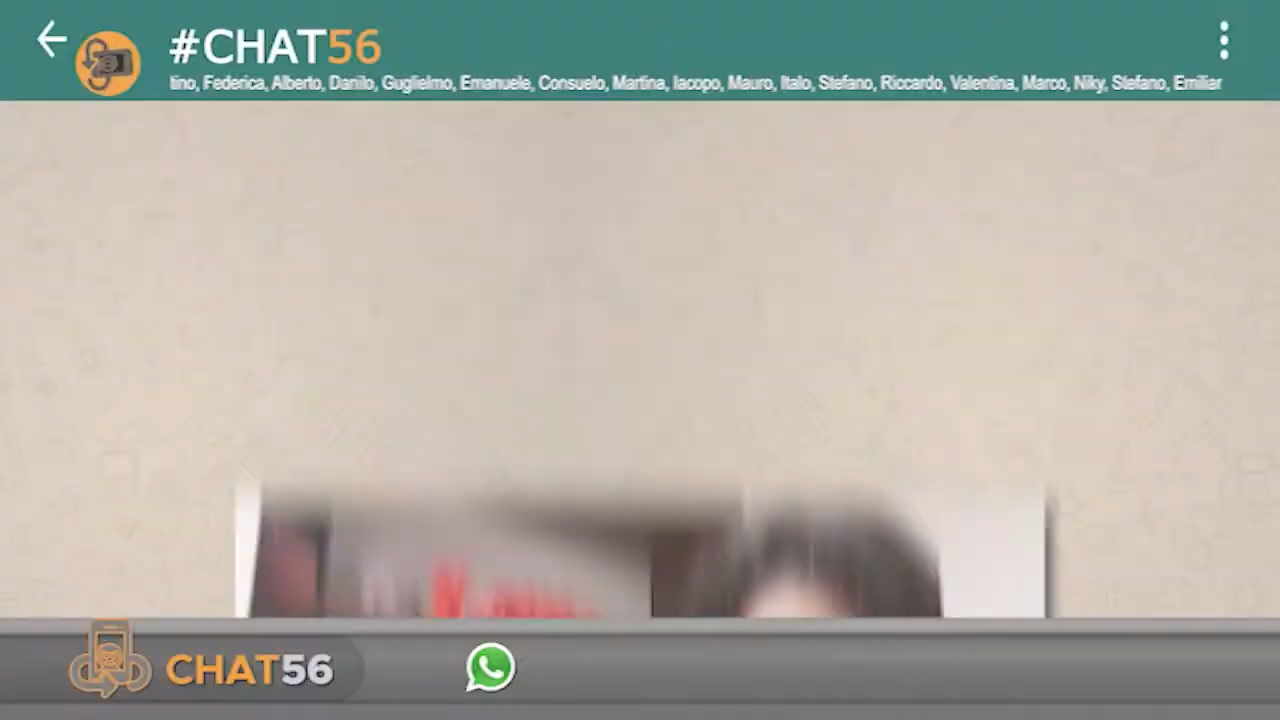 #CHAT56
tino, Federica, Alberto, Danilo, Guglielmo, Emanuele, Consuelo, Martina, Iacopo, Mauro, Italo, Stefano, Riccardo, Valentina, Marco, Niky, Stefano, Emiliar
CHAT56